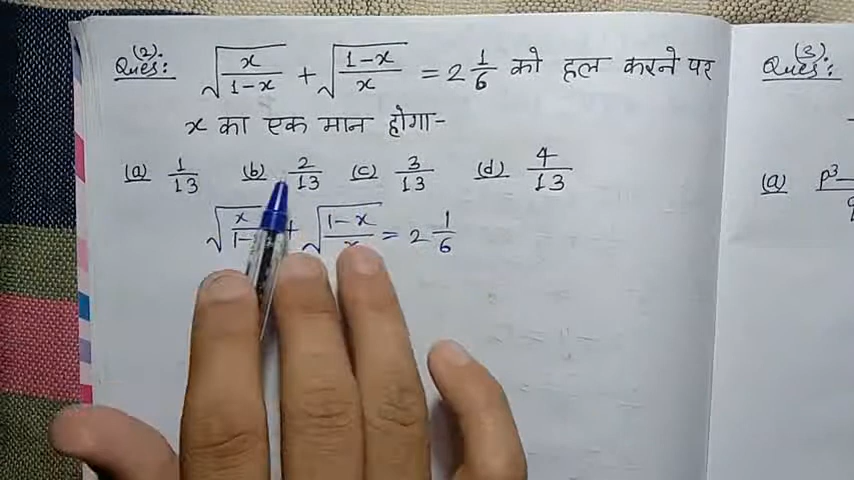 Ques:(2) √(x/(1-x)) + √((1-x)/x) = 2 1/6 को हल करने पर
x का एक मान होगा-
(a) 1/13 (b) 2/13 (c) 3/13 (d) 4/13
√(x/1- + √(1-x/x) = 2 1/6
Ques:(3)
(a) p³-